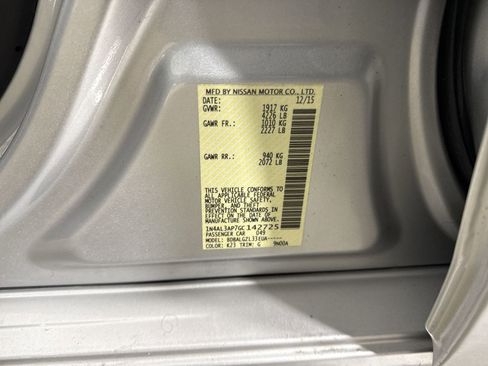 MFD BY NISSAN MOTOR CO., LTD.
DATE: 12/15
GVWR: 1917 KG
4226 LB
GAWR FR.: 1010 KG
2227 LB
GAWR RR.: 940 KG
2072 LB
THIS VEHICLE CONFORMS TO
ALL APPLICABLE FEDERAL
MOTOR VEHICLE SAFETY,
BUMPER, AND THEFT
PREVENTION STANDARDS IN
EFFECT ON THE DATE OF
MANUFACTURE SHOWN ABOVE.
1N4AL3AP7GC142725
PASSENGER CAR 049
MODEL: BDBALGZL33EUA-----
COLOR: K23 TRIM: G 9N00A